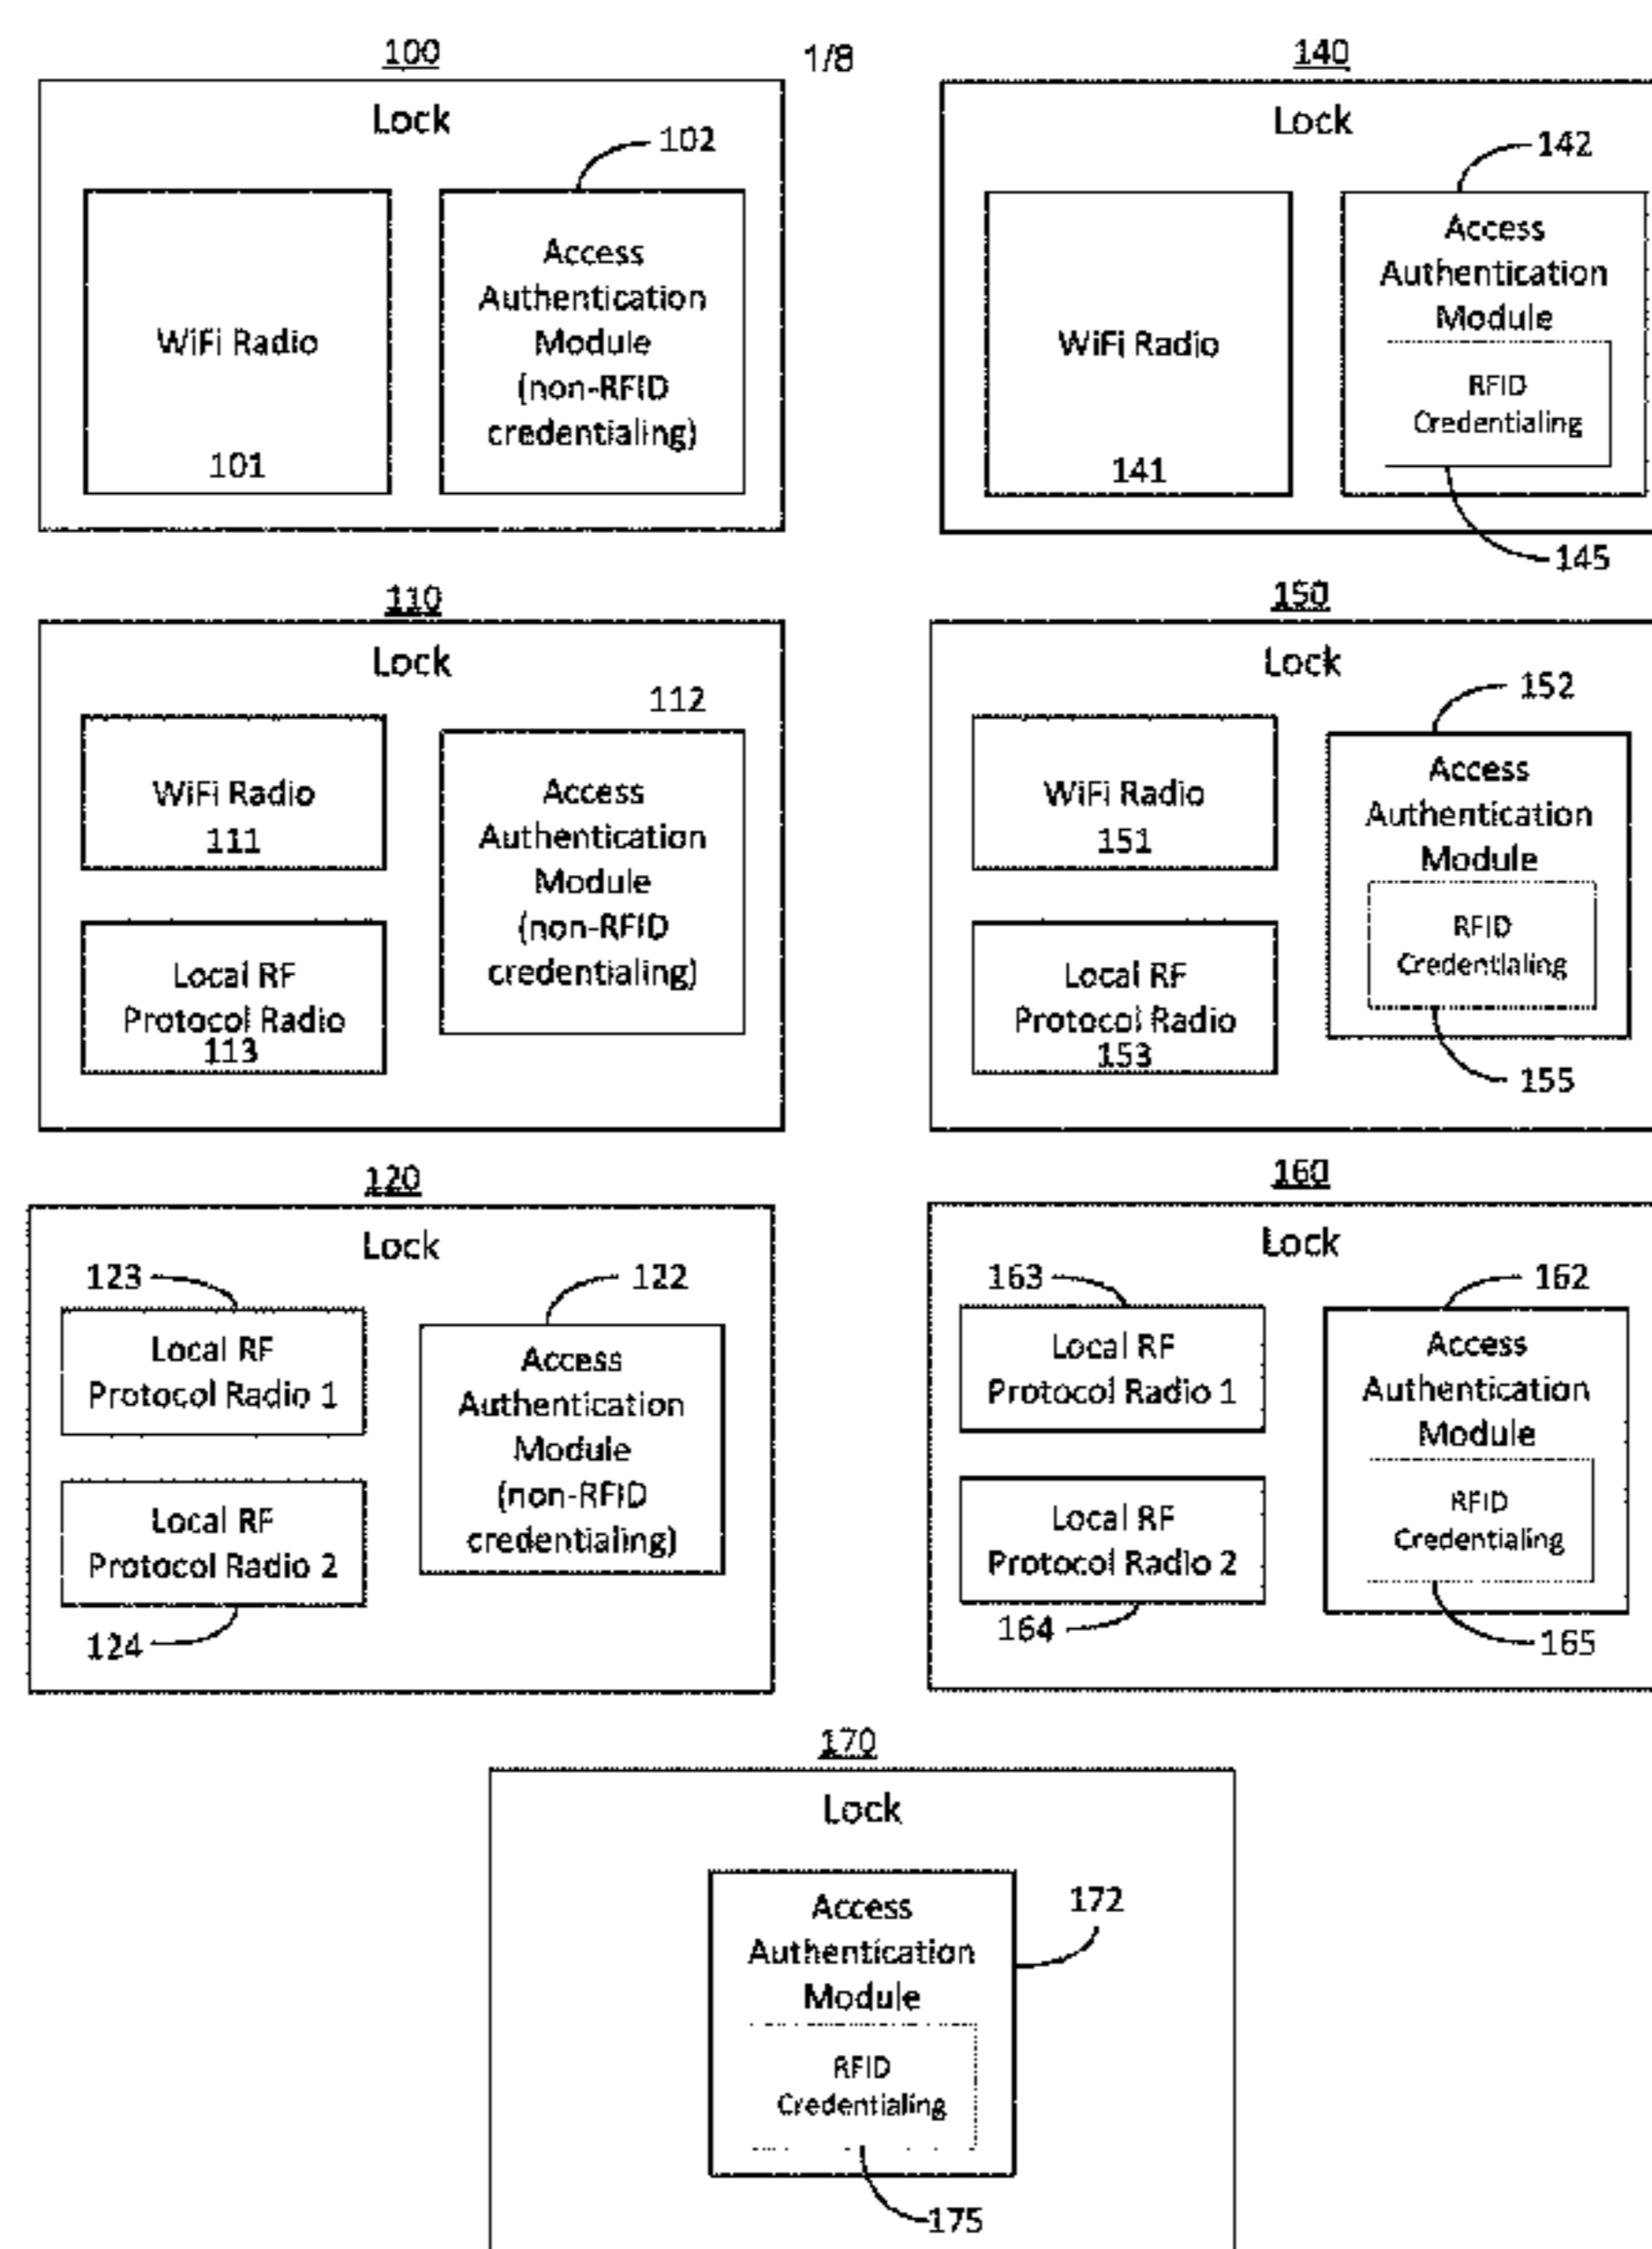 100
1/8
140
Lock
102
WiFi Radio
101
Access
Authentication
Module
(non-RFID
credentialing)
Lock
142
WiFi Radio
141
Access
Authentication
Module
RFID
Credentialing
145
110
Lock
112
WiFi Radio
111
Local RF
Protocol Radio
113
Access
Authentication
Module
(non-RFID
credentialing)
150
Lock
152
WiFi Radio
151
Local RF
Protocol Radio
153
Access
Authentication
Module
RFID
Credentialing
155
120
Lock
123
122
Local RF
Protocol Radio 1
Local RF
Protocol Radio 2
124
Access
Authentication
Module
(non-RFID
credentialing)
160
Lock
163
162
Local RF
Protocol Radio 1
Local RF
Protocol Radio 2
164
Access
Authentication
Module
RFID
Credentialing
165
170
Lock
172
Access
Authentication
Module
RFID
Credentialing
175